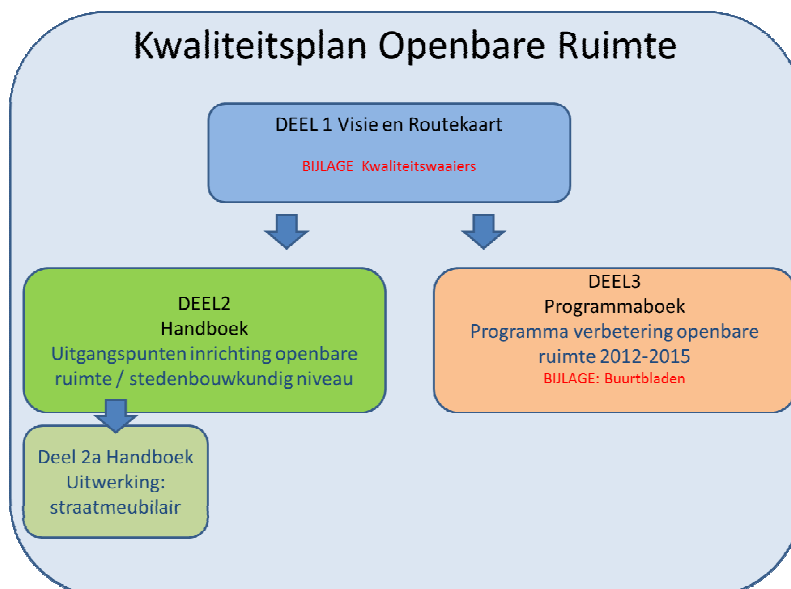 Kwaliteitsplan Openbare Ruimte
DEEL 1 Visie en Routekaart
BIJLAGE Kwaliteitswaaiers
DEEL2
Handboek
Uitgangspunten inrichting openbare
ruimte / stedenbouwkundig niveau
DEEL3
Programmaboek
Programma verbetering openbare
ruimte 2012-2015
BIJLAGE: Buurtbladen
Deel 2a Handboek
Uitwerking:
straatmeubilair